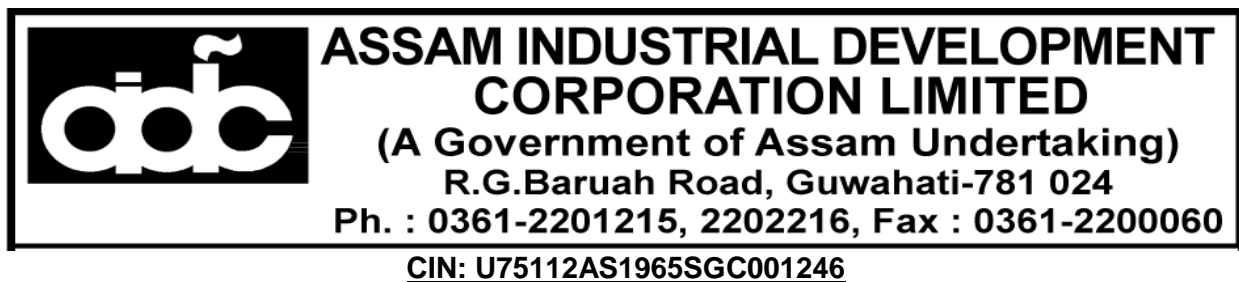 aidc
ASSAM INDUSTRIAL DEVELOPMENT
CORPORATION LIMITED
(A Government of Assam Undertaking)
R.G.Baruah Road, Guwahati-781 024
Ph. : 0361-2201215, 2202216, Fax : 0361-2200060
CIN: U75112AS1965SGC001246